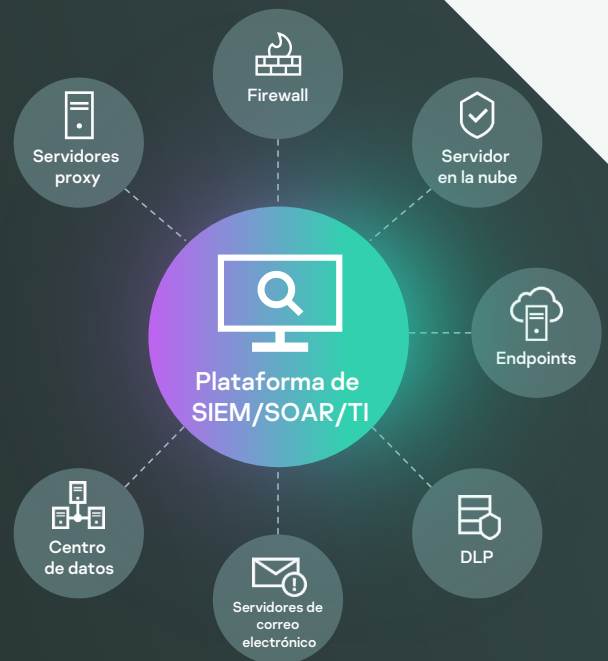 Firewall
Servidores
proxy
Servidor
en la nube
Endpoints
Plataforma de
SIEM/SOAR/TI
Centro
de datos
DLP
Servidores de
correo
electrónico